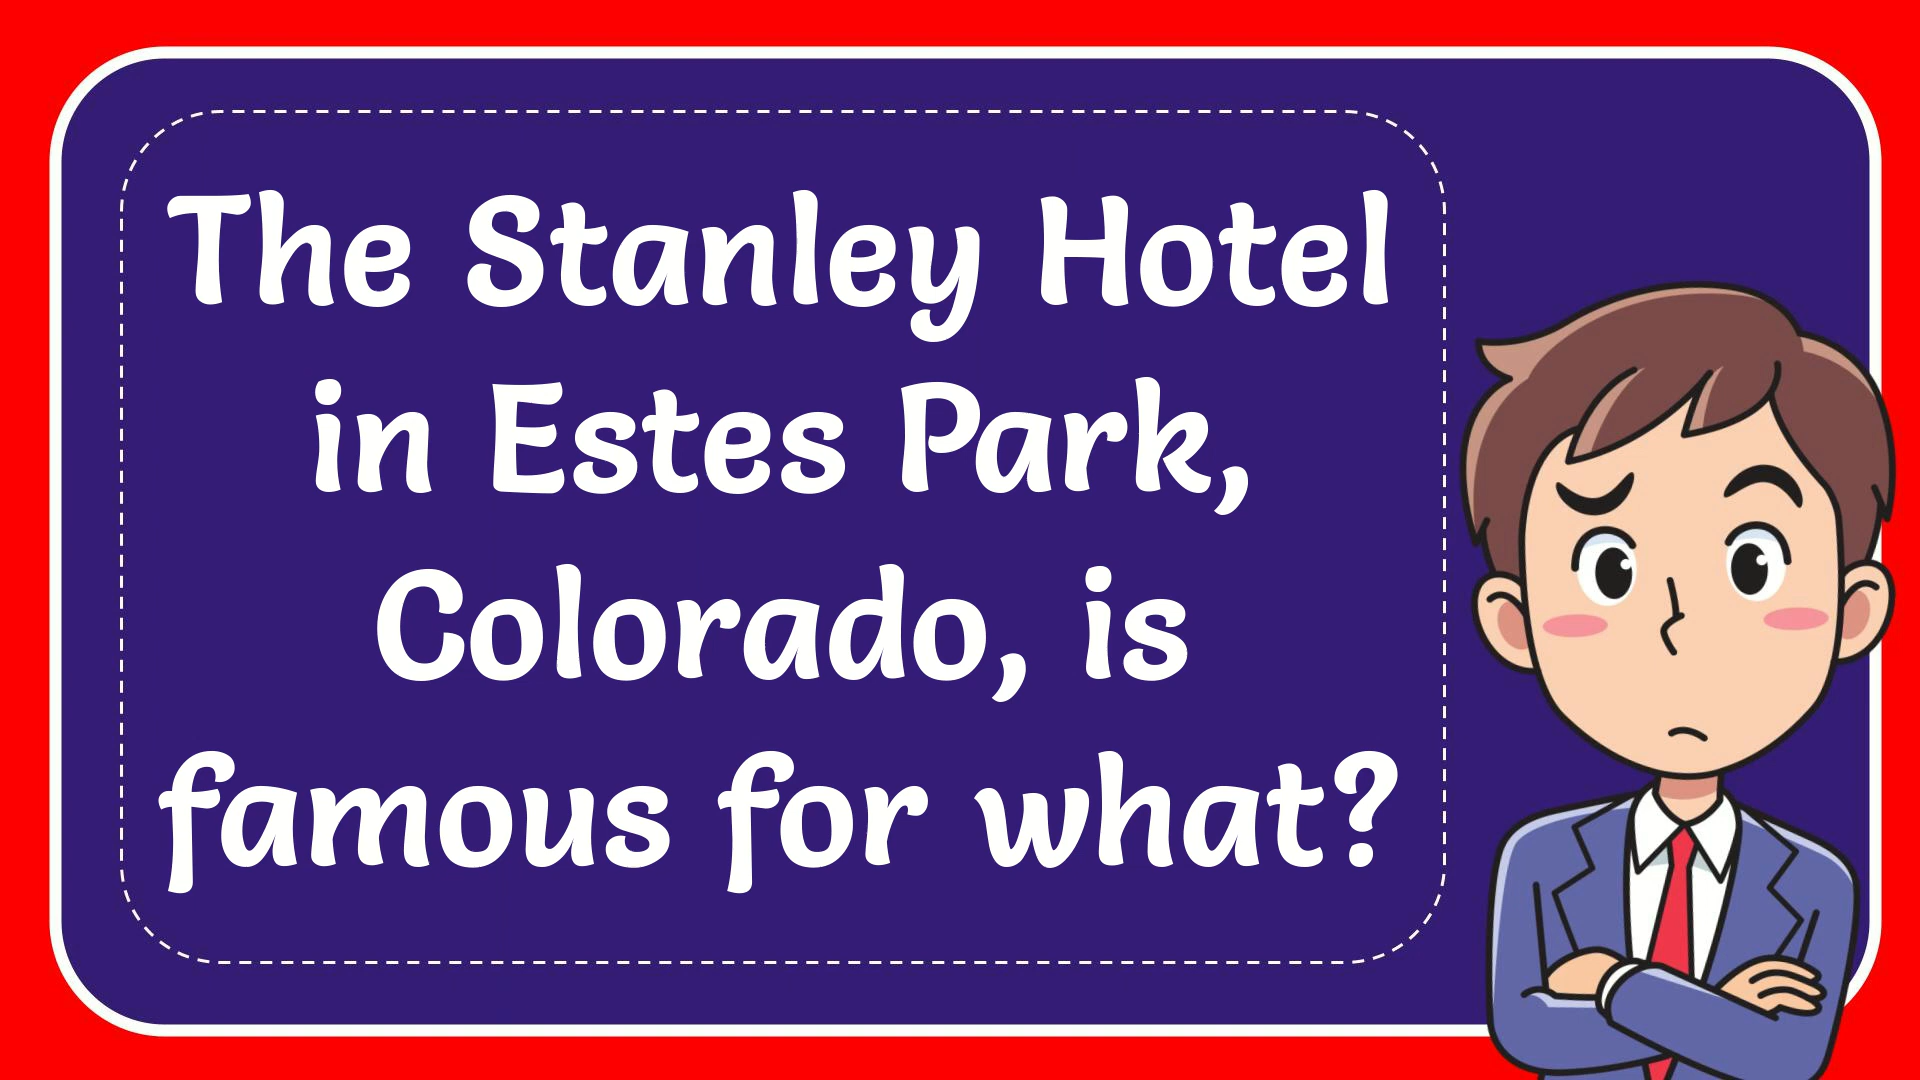 The Stanley Hotel
in Estes Park,
Colorado, is
famous for what?